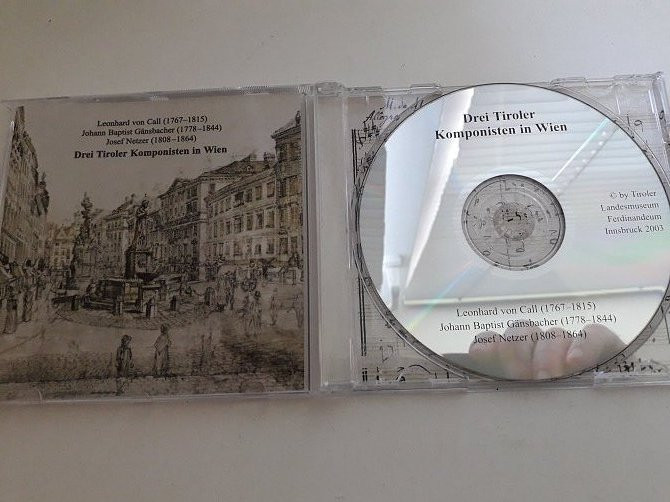 Leonhard von Call (1767–1815)
Johann Baptist Gänsbacher (1778–1844)
Josef Netzer (1808–1864)
Drei Tiroler Komponisten in Wien
Drei Tiroler
Komponisten in Wien
© by Tiroler
Landesmuseum
Ferdinandeum
Innsbruck 2003
Leonhard von Call (1767–1815)
Johann Baptist Gänsbacher (1778–1844)
Josef Netzer (1808–1864)